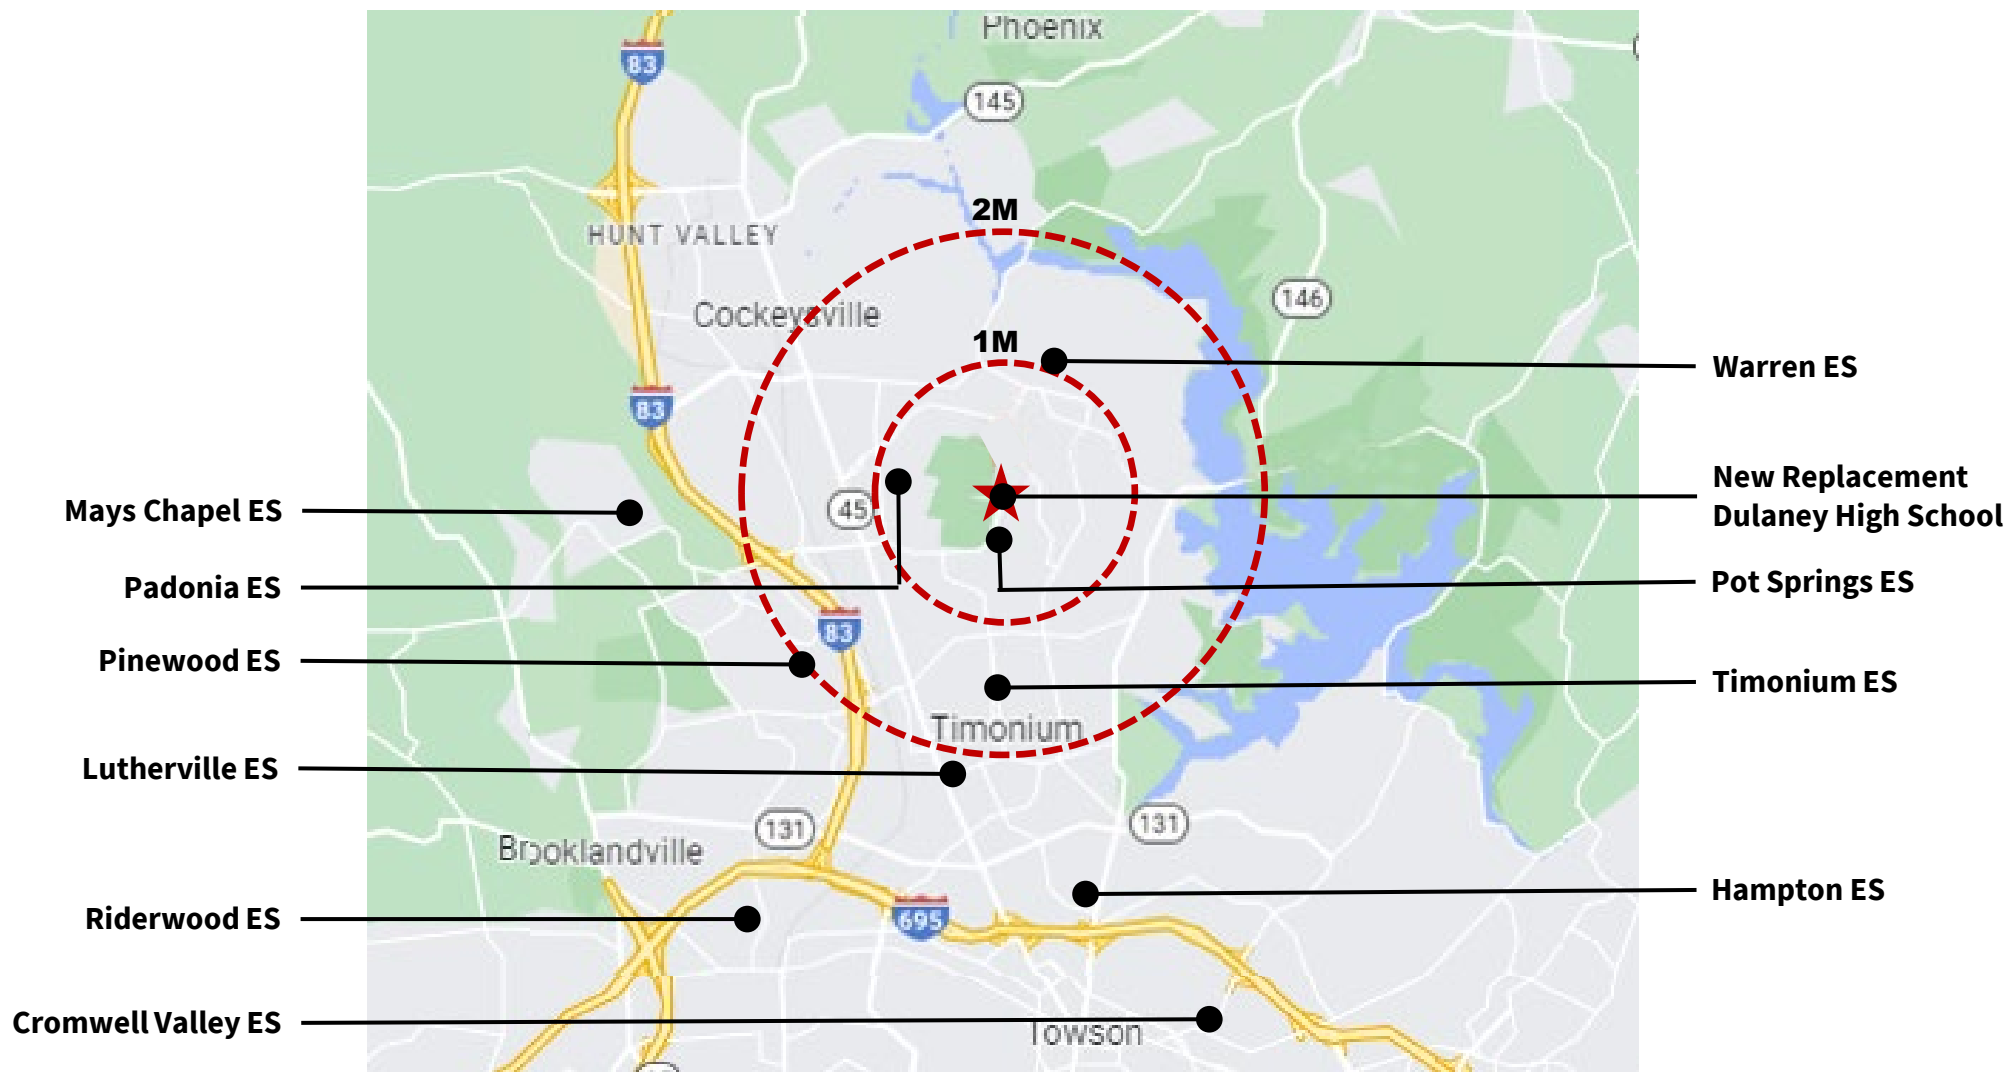 Phoenix
83
145
2M
HUNT VALLEY
146
Cockeysville
1M
Warren ES
83
New Replacement
Dulaney High School
45
Mays Chapel ES
Padonia ES
Pot Springs ES
83
Pinewood ES
Timonium ES
Timonium
Lutherville ES
131
131
Brooklandville
Hampton ES
Riderwood ES
695
Cromwell Valley ES
Towson